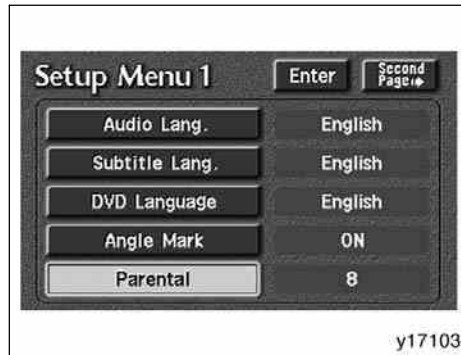 Setup Menu 1 Enter Second
Page
Audio Lang. English
Subtitle Lang. English
DVD Language English
Angle Mark ON
Parental 8
y17103